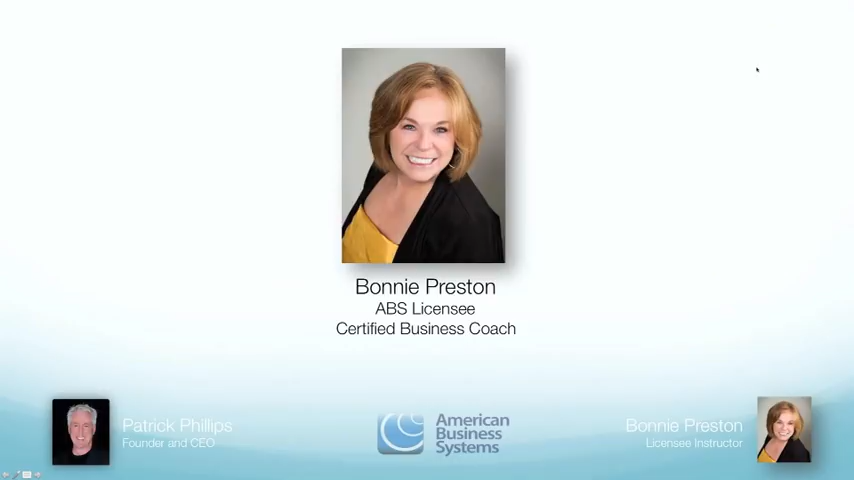 Bonnie Preston
ABS Licensee
Certified Business Coach
Patrick Phillips
Founder and CEO
American
Business
Systems
Bonnie Preston
Licensee Instructor